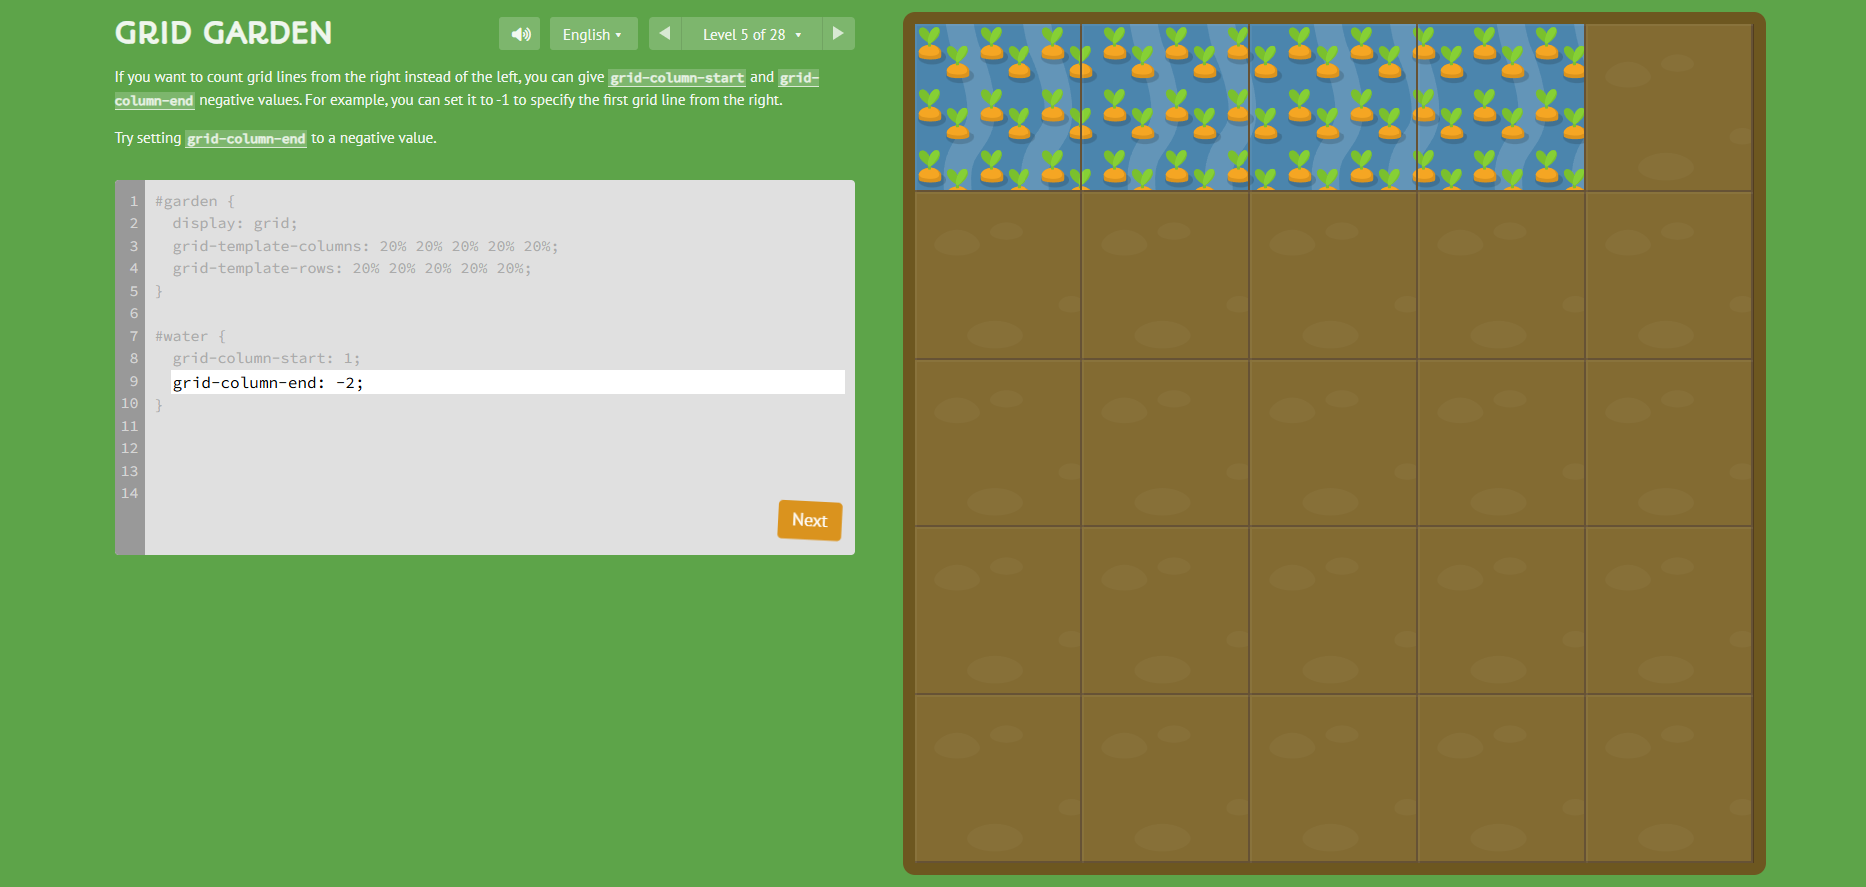 GRID GARDEN
English ▾
Level 5 of 28 ▾
If you want to count grid lines from the right instead of the left, you can give grid-column-start and grid-
column-end negative values. For example, you can set it to -1 to specify the first grid line from the right.
Try setting grid-column-end to a negative value.
1 #garden {
2 display: grid;
3 grid-template-columns: 20% 20% 20% 20% 20%;
4 grid-template-rows: 20% 20% 20% 20% 20%;
5 }
6
7 #water {
8 grid-column-start: 1;
9 grid-column-end: -2;
10 }
11
12
13
14
Next